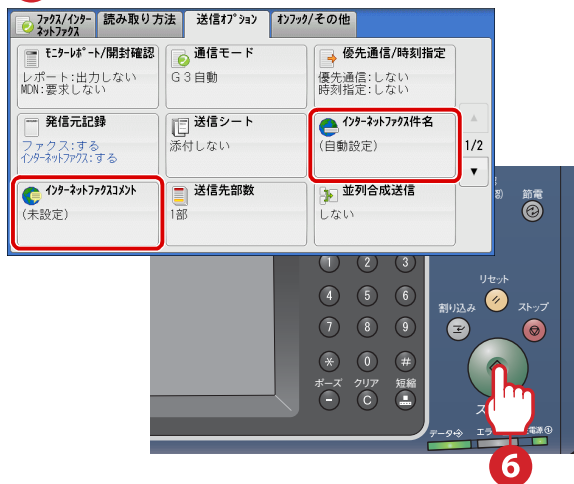 ファクス/インター
ネットファクス
読み取り方法
送信オプション
オンフック/その他
モニターレポート/開封確認
レポート:出力しない
MDN:要求しない
通信モード
G3自動
優先通信/時刻指定
優先通信:しない
時刻指定:しない
発信元記録
ファクス:する
インターネットファクス:する
送信シート
添付しない
インターネットファクス件名
(自動設定)
1/2
インターネットファクスコメント
(未設定)
送信先部数
1部
並列合成送信
しない
節電
リセット
割り込み
ストップ
1 2 3
4 5 6
7 8 9
* 0 #
ポーズ クリア 短縮
- C
データ
電源
6